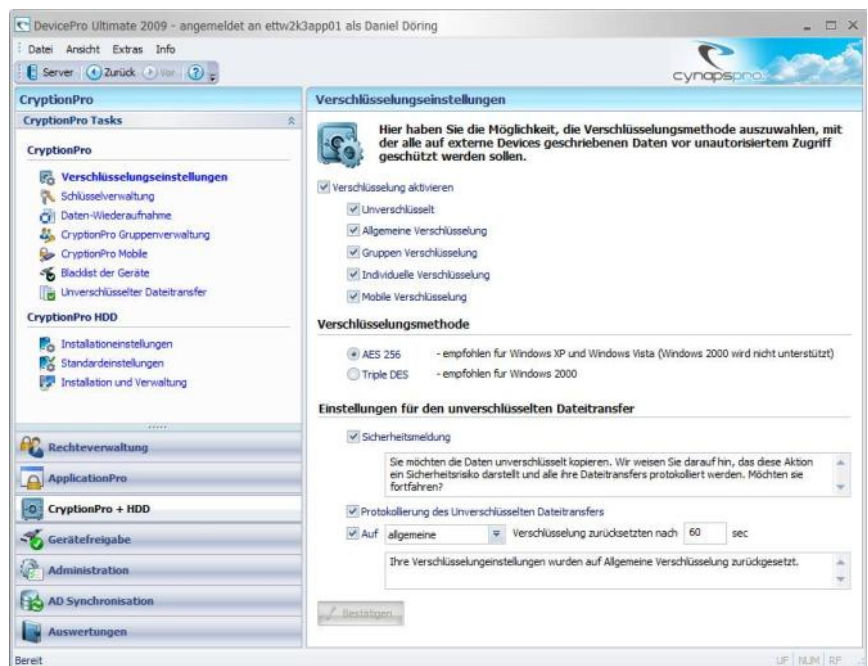 DevicePro Ultimate 2009 - angemeldet an ettw2k3app01 als Daniel Döring
Datei Ansicht Extras Info
Server Zurück Vor
cynapspro
CryptionPro
CryptionPro Tasks
CryptionPro
Verschlüsselungseinstellungen
Schlüsselverwaltung
Daten-Wiederaufnahme
CryptionPro Gruppenverwaltung
CryptionPro Mobile
Blacklist der Geräte
Unverschlüsselter Dateitransfer
CryptionPro HDD
Installationeinstellungen
Standardeinstellungen
Installation und Verwaltung
Rechteverwaltung
ApplicationPro
CryptionPro + HDD
Gerätefreigabe
Administration
AD Synchronisation
Auswertungen
Verschlüsselungseinstellungen
Hier haben Sie die Möglichkeit, die Verschlüsselungsmethode auszuwahlen, mit
der alle auf externe Devices geschriebenen Daten vor unautorisiertem Zugriff
geschützt werden sollen.
Verschlüsselung aktivieren
Unverschlüsselt
Allgemeine Verschlüsselung
Gruppen Verschlüsselung
Individuelle Verschlüsselung
Mobile Verschlüsselung
Verschlüsselungsmethode
AES 256 - empfohlen fur Windows XP und Windows Vista (Windows 2000 wird nicht unterstützt)
Triple DES - empfohlen fur Windows 2000
Einstellungen für den unverschlüsselten Dateitransfer
Sicherheitsmeldung
Sie möchten die Daten unverschlüsselt kopieren. Wir weisen Sie darauf hin, das diese Aktion
ein Sicherheitsrisiko darstellt und alle ihre Dateitransfers protokolliert werden. Möchten sie
fortfahren?
Protokollierung des Unverschlüsselten Dateitransfers
Auf allgemeine Verschlüsselung zurücksetzten nach 60 sec
Ihre Verschlüsselungeinstellungen wurden auf Allgemeine Verschlüsselung zurückgesetzt.
Bestätigen
Bereit
UF NUM RF